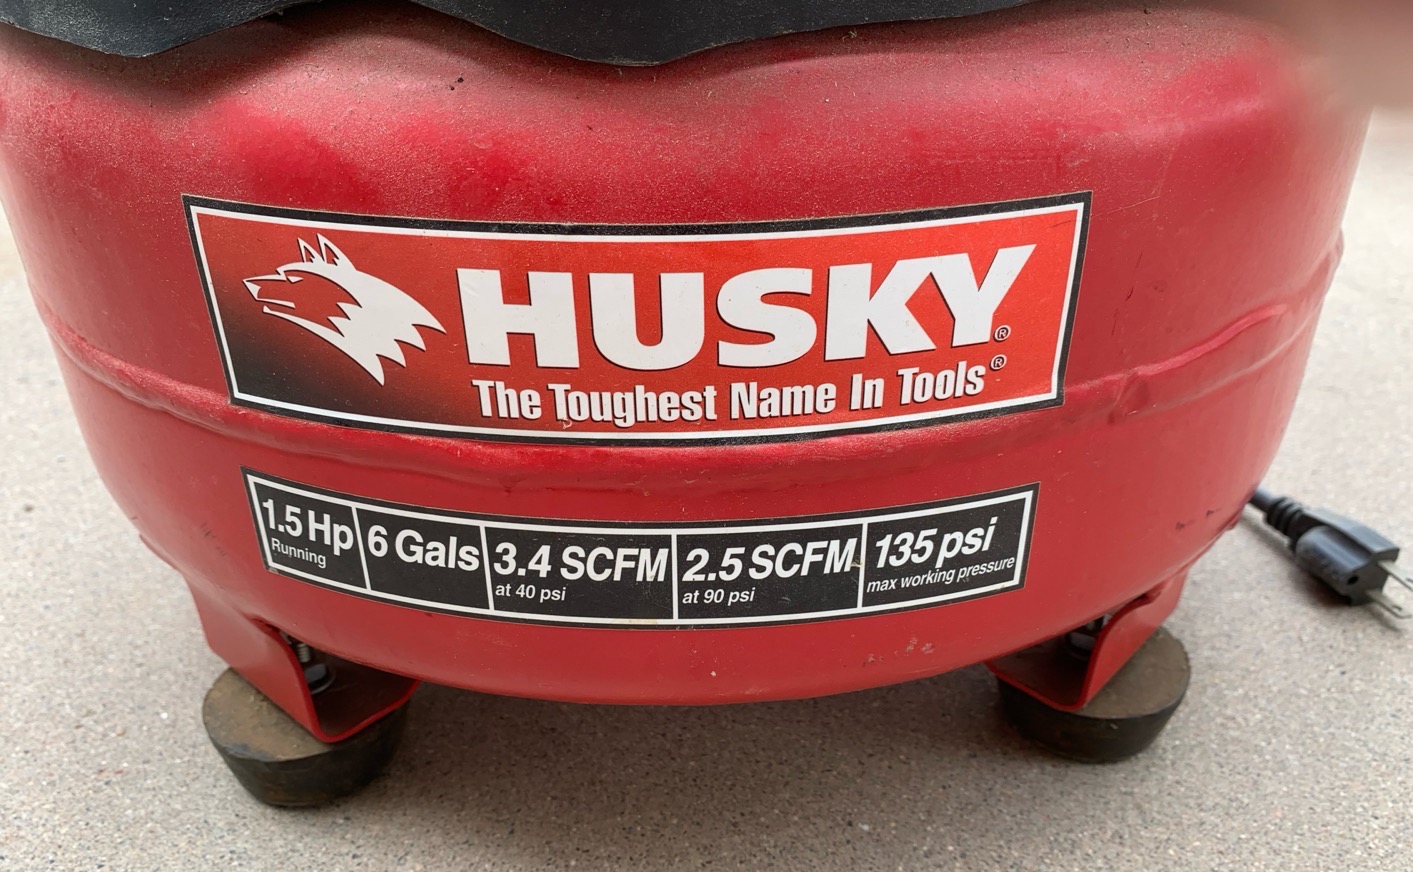 HUSKY®
The Toughest Name In Tools®
1.5 Hp
Running
6 Gals
3.4 SCFM
at 40 psi
2.5 SCFM
at 90 psi
135 psi
max working pressure